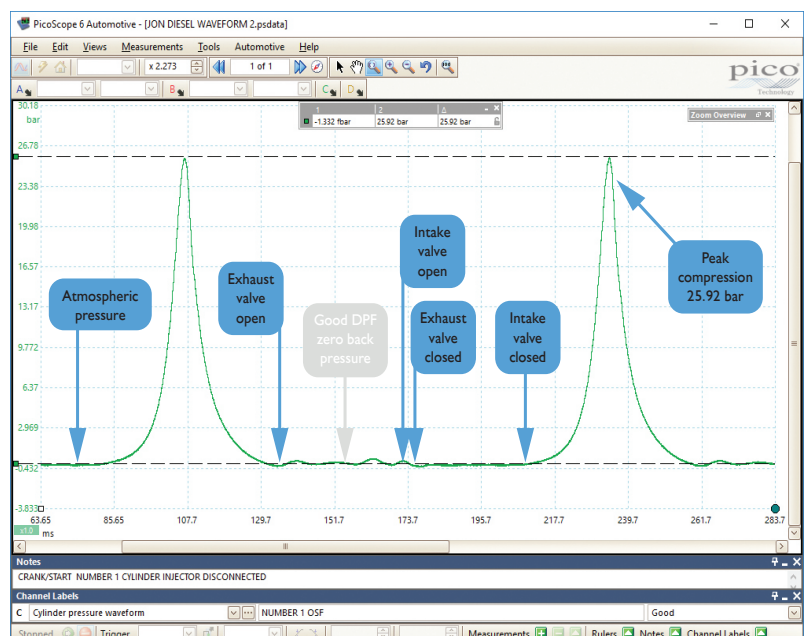 PicoScope 6 Automotive - [JON DIESEL WAVEFORM 2.psdata]
File Edit Views Measurements Tools Automotive Help
x 2.273 1 of 1
pico
Technology
A B C D
30.18
bar
26.78
23.38
19.98
16.57
13.17
9.772
6.37
2.969
-0.432
-3.833
1 2 Δ
-1.332 fbar 25.92 bar 25.92 bar
Zoom Overview
Atmospheric
pressure
Exhaust
valve
open
Good DPF
zero back
pressure
Intake
valve
open
Exhaust
valve
closed
Intake
valve
closed
Peak
compression
25.92 bar
63.65 85.65 107.7 129.7 151.7 173.7 195.7 217.7 239.7 261.7 283.7
x1.0 ms
Notes
CRANK/START NUMBER 1 CYLINDER INJECTOR DISCONNECTED
Channel Labels
C Cylinder pressure waveform NUMBER 1 OSF Good
Stopped Trigger Measurements Rulers Notes Channel Labels